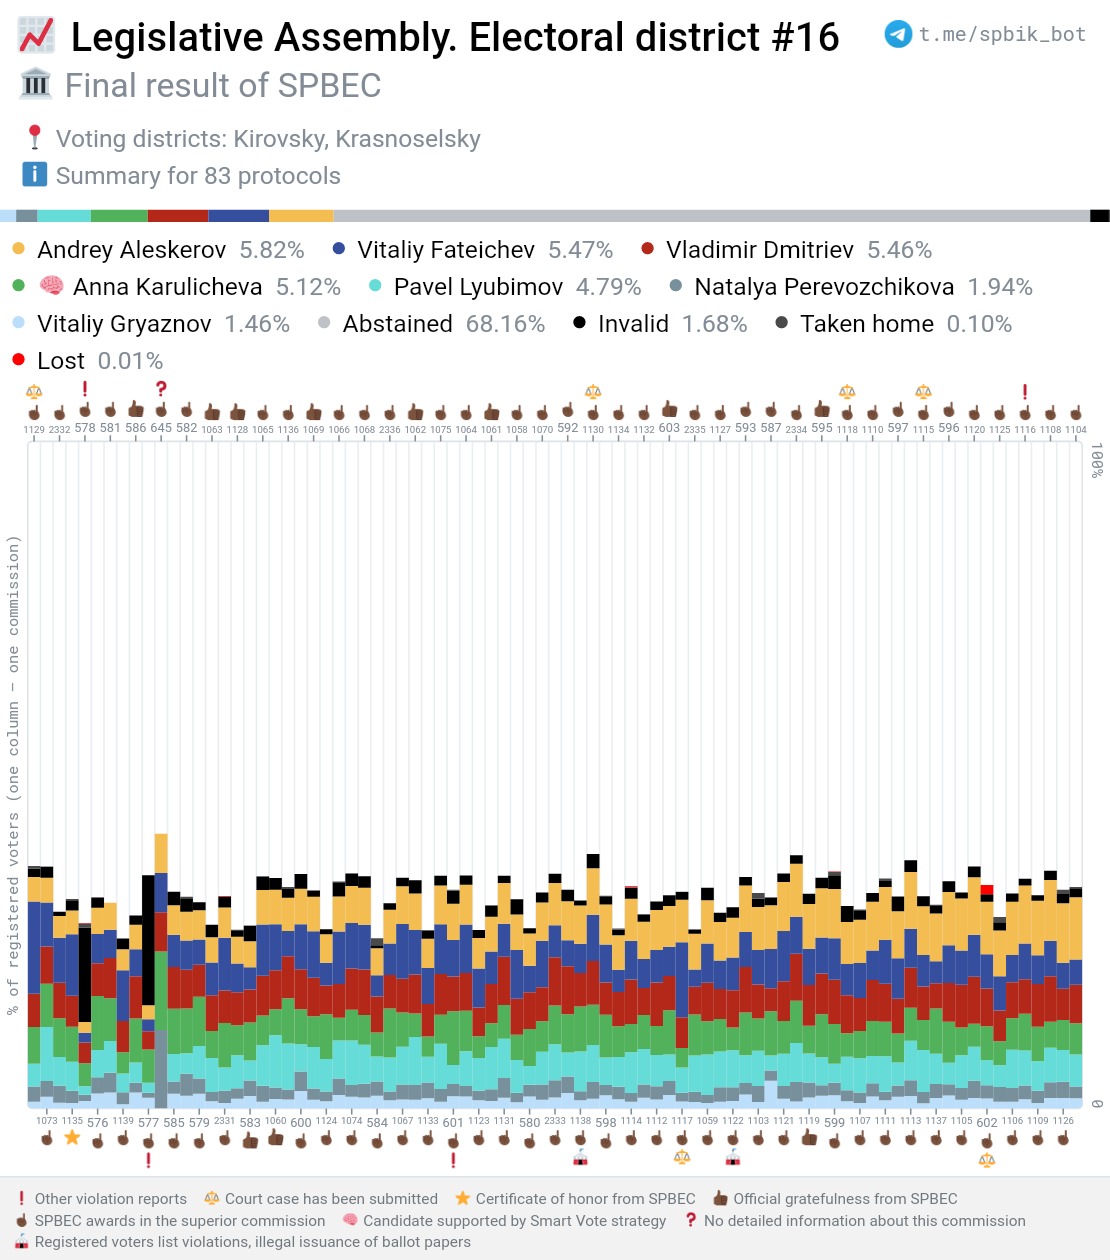 Legislative Assembly. Electoral district #16
t.me/spbik_bot
Final result of SPBEC
Voting districts: Kirovsky, Krasnoselsky
Summary for 83 protocols
Andrey Aleskerov 5.82% Vitaliy Fateichev 5.47% Vladimir Dmitriev 5.46%
Anna Karulicheva 5.12% Pavel Lyubimov 4.79% Natalya Perevozchikova 1.94%
Vitaliy Gryaznov 1.46% Abstained 68.16% Invalid 1.68% Taken home 0.10%
Lost 0.01%
1129 2332 578 581 586 645 582 1063 1128 1065 1136 1069 1066 1068 2336 1062 1075 1064 1061 1058 1070 592 1130 1134 1132 603 2335 1127 593 587 2334 595 1118 1110 597 1115 596 1120 1125 1116 1108 1104
100%
% of registered voters (one column – one commission)
0
1073 1135 576 1139 577 585 579 2331 583 1060 600 1124 1074 584 1067 1133 601 1123 1131 580 2333 1138 598 1114 1112 1117 1059 1122 1103 1121 1119 599 1107 1111 1113 1137 1105 602 1106 1109 1126
Other violation reports Court case has been submitted Certificate of honor from SPBEC Official gratefulness from SPBEC
SPBEC awards in the superior commission Candidate supported by Smart Vote strategy No detailed information about this commission
Registered voters list violations, illegal issuance of ballot papers